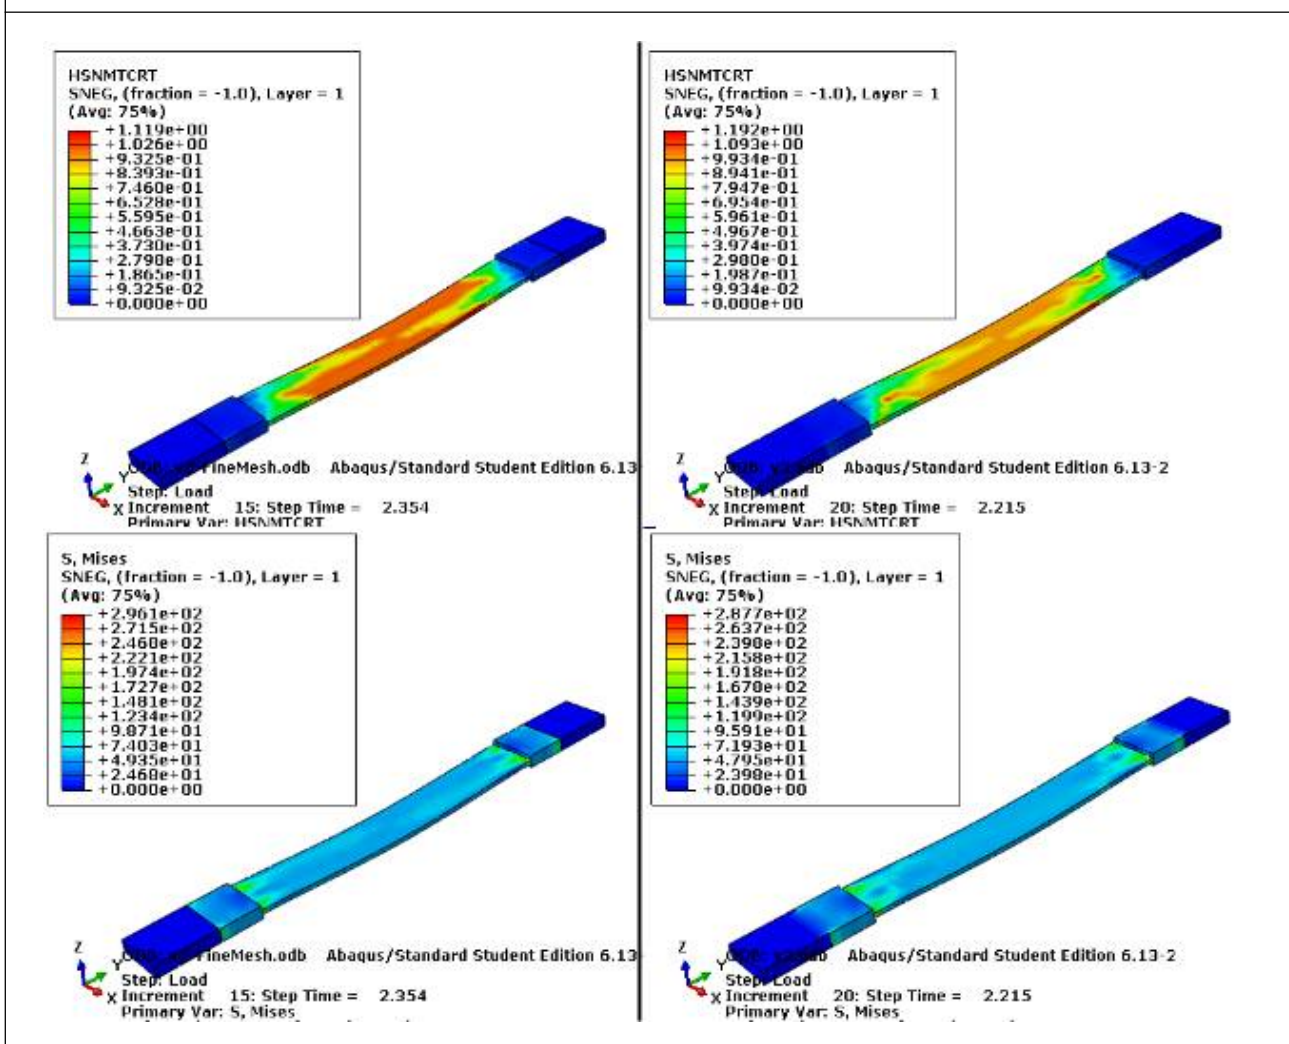 HSNMTCRT
SNEG, (fraction = -1.0), Layer = 1
(Avg: 75%)
+1.119e+00
+1.026e+00
+9.325e-01
+8.393e-01
+7.460e-01
+6.528e-01
+5.595e-01
+4.663e-01
+3.730e-01
+2.798e-01
+1.865e-01
+9.325e-02
+0.000e+00
Z
Y
X
FineMesh.odb Abaqus/Standard Student Edition 6.13
Step: Load
Increment 15: Step Time = 2.354
Primary Var: HSNMTCRT
HSNMTCRT
SNEG, (fraction = -1.0), Layer = 1
(Avg: 75%)
+1.192e+00
+1.093e+00
+9.934e-01
+8.941e-01
+7.947e-01
+6.954e-01
+5.961e-01
+4.967e-01
+3.974e-01
+2.980e-01
+1.987e-01
+9.934e-02
+0.000e+00
Z
Y
X
Abaqus/Standard Student Edition 6.13-2
Step: Load
Increment 20: Step Time = 2.215
Primary Var: HSNMTCRT
S, Mises
SNEG, (fraction = -1.0), Layer = 1
(Avg: 75%)
+2.961e+02
+2.715e+02
+2.468e+02
+2.221e+02
+1.974e+02
+1.727e+02
+1.481e+02
+1.234e+02
+9.871e+01
+7.403e+01
+4.935e+01
+2.468e+01
+0.000e+00
Z
Y
X
FineMesh.odb Abaqus/Standard Student Edition 6.13
Step: Load
Increment 15: Step Time = 2.354
Primary Var: S, Mises
S, Mises
SNEG, (fraction = -1.0), Layer = 1
(Avg: 75%)
+2.877e+02
+2.637e+02
+2.398e+02
+2.158e+02
+1.918e+02
+1.678e+02
+1.439e+02
+1.199e+02
+9.591e+01
+7.193e+01
+4.795e+01
+2.398e+01
+0.000e+00
Z
Y
X
Abaqus/Standard Student Edition 6.13-2
Step: Load
Increment 20: Step Time = 2.215
Primary Var: S, Mises